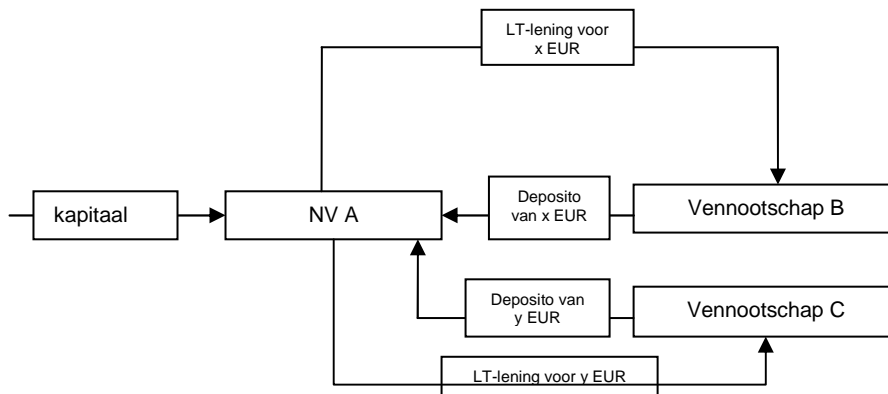 LT-lening voor
x EUR
kapitaal
NV A
Deposito
van x EUR
Vennootschap B
Deposito van
y EUR
Vennootschap C
LT-lening voor y EUR